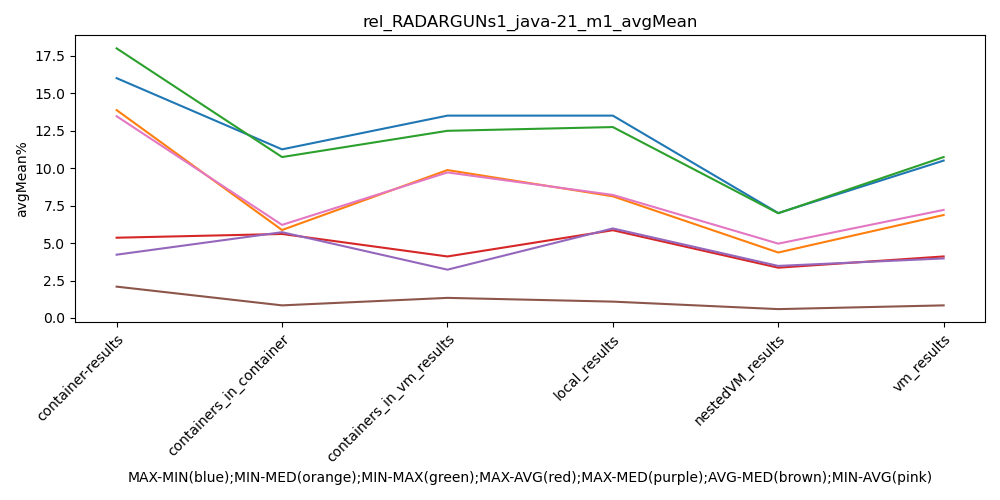 rel_RADARGUNs1_java-21_m1_avgMean
avgMean%
17.5
15.0
12.5
10.0
7.5
5.0
2.5
0.0
container-results
containers_in_container
containers_in_vm_results
local_results
nestedVM_results
vm_results
MAX-MIN(blue);MIN-MED(orange);MIN-MAX(green);MAX-AVG(red);MAX-MED(purple);AVG-MED(brown);MIN-AVG(pink)